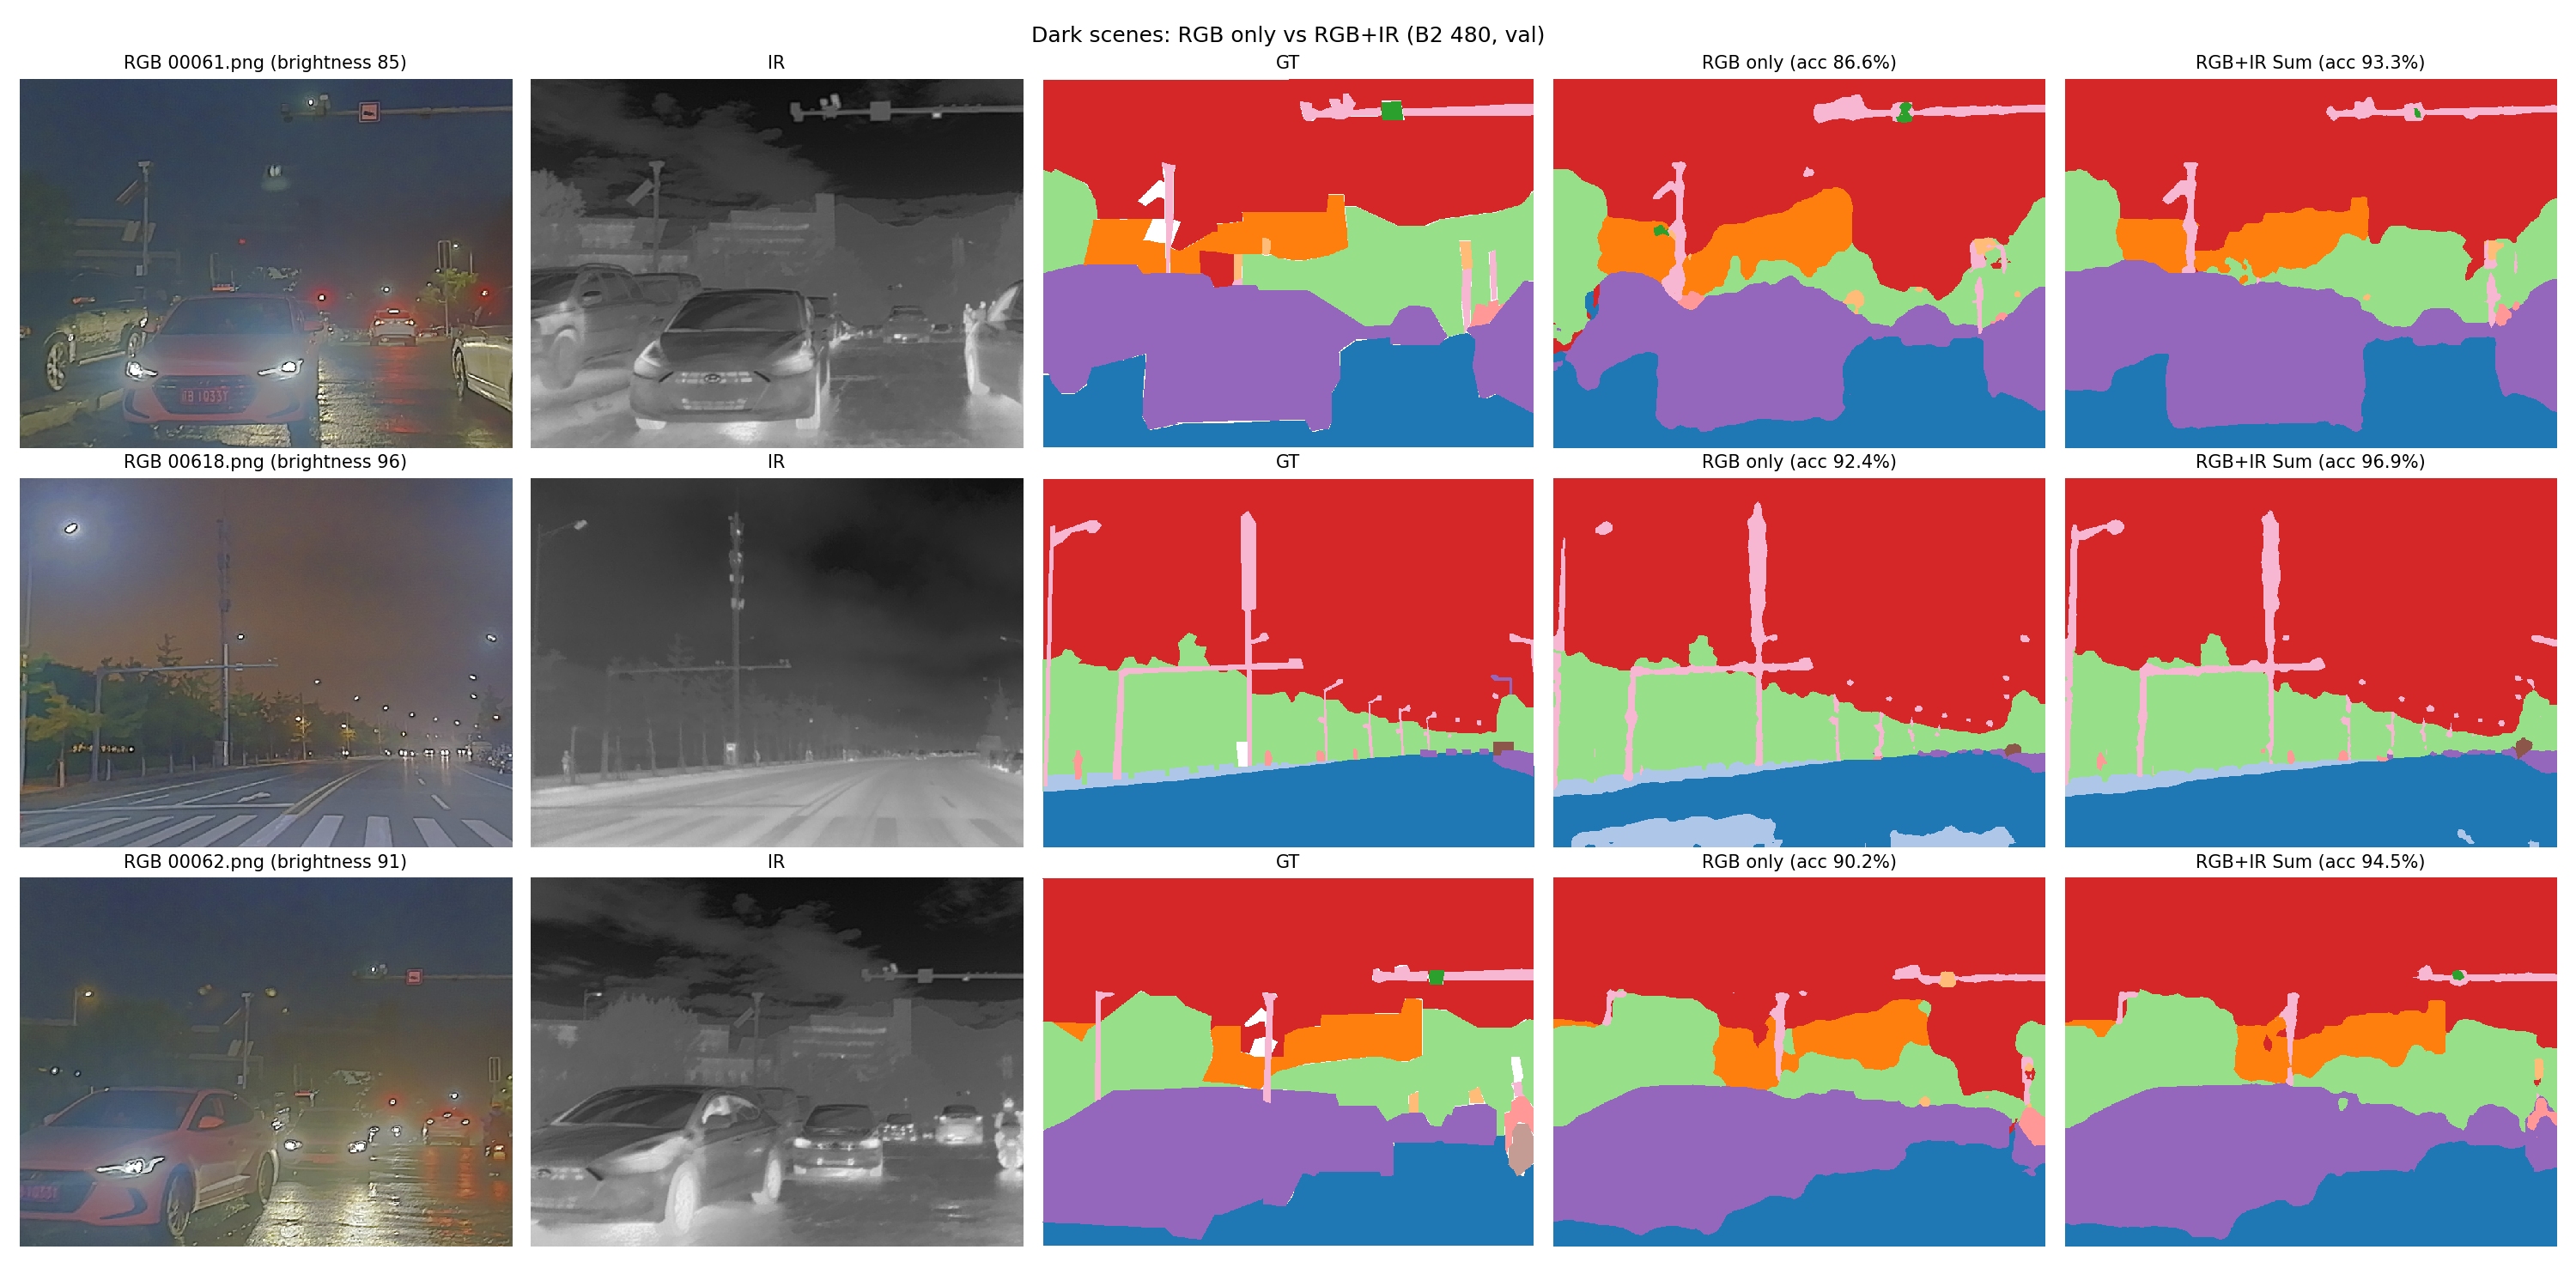 Dark scenes: RGB only vs RGB+IR (B2 480, val)
RGB 00061.png (brightness 85)
IR
GT
RGB only (acc 86.6%)
RGB+IR Sum (acc 93.3%)
RGB 00618.png (brightness 96)
IR
GT
RGB only (acc 92.4%)
RGB+IR Sum (acc 96.9%)
RGB 00062.png (brightness 91)
IR
GT
RGB only (acc 90.2%)
RGB+IR Sum (acc 94.5%)